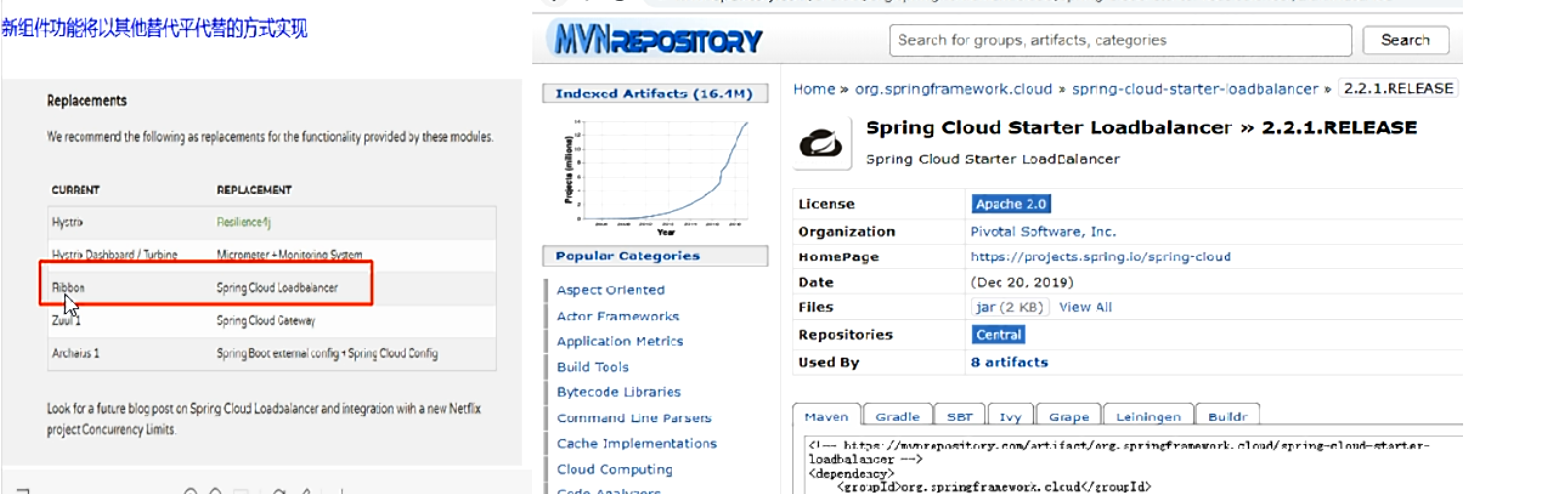 新组件功能将以其他替代平代替的方式实现
Replacements
We recommend the following as replacements for the functionality provided by these modules.
CURRENT REPLACEMENT
Hystrix Resilience4j
Hystrix Dashboard / Turbine Micrometer + Monitoring System
Ribbon Spring Cloud Loadbalancer
Zuul 1 Spring Cloud Gateway
Archaius 1 Spring Boot external config + Spring Cloud Config
Look for a future blog post on Spring Cloud Loadbalancer and integration with a new Netflix
project Concurrency Limits.
MVNREPOSITORY
Search for groups, artifacts, categories
Search
Indexed Artifacts (16.4M)
Projects (millions)
14
12
10
8
6
4
2
0
Year
Popular Categories
Aspect Oriented
Actor Frameworks
Application Metrics
Build Tools
Bytecode Libraries
Command Line Parsers
Cache Implementations
Cloud Computing
Code Analyzers
Home » org.springframework.cloud » spring-cloud-starter-loadbalancer » 2.2.1.RELEASE
Spring Cloud Starter Loadbalancer » 2.2.1.RELEASE
Spring Cloud Starter LoadBalancer
License Apache 2.0
Organization Pivotal Software, Inc.
HomePage https://projects.spring.io/spring-cloud
Date (Dec 20, 2019)
Files jar (2 KB) View All
Repositories Central
Used By 8 artifacts
Maven Gradle SBT Ivy Grape Leiningen Buildr
<!-- https://mvnrepository.com/artifact/org.springframework.cloud/spring-cloud-starter-
loadbalancer -->
<dependency>
<groupId>org.springframework.cloud</groupId>